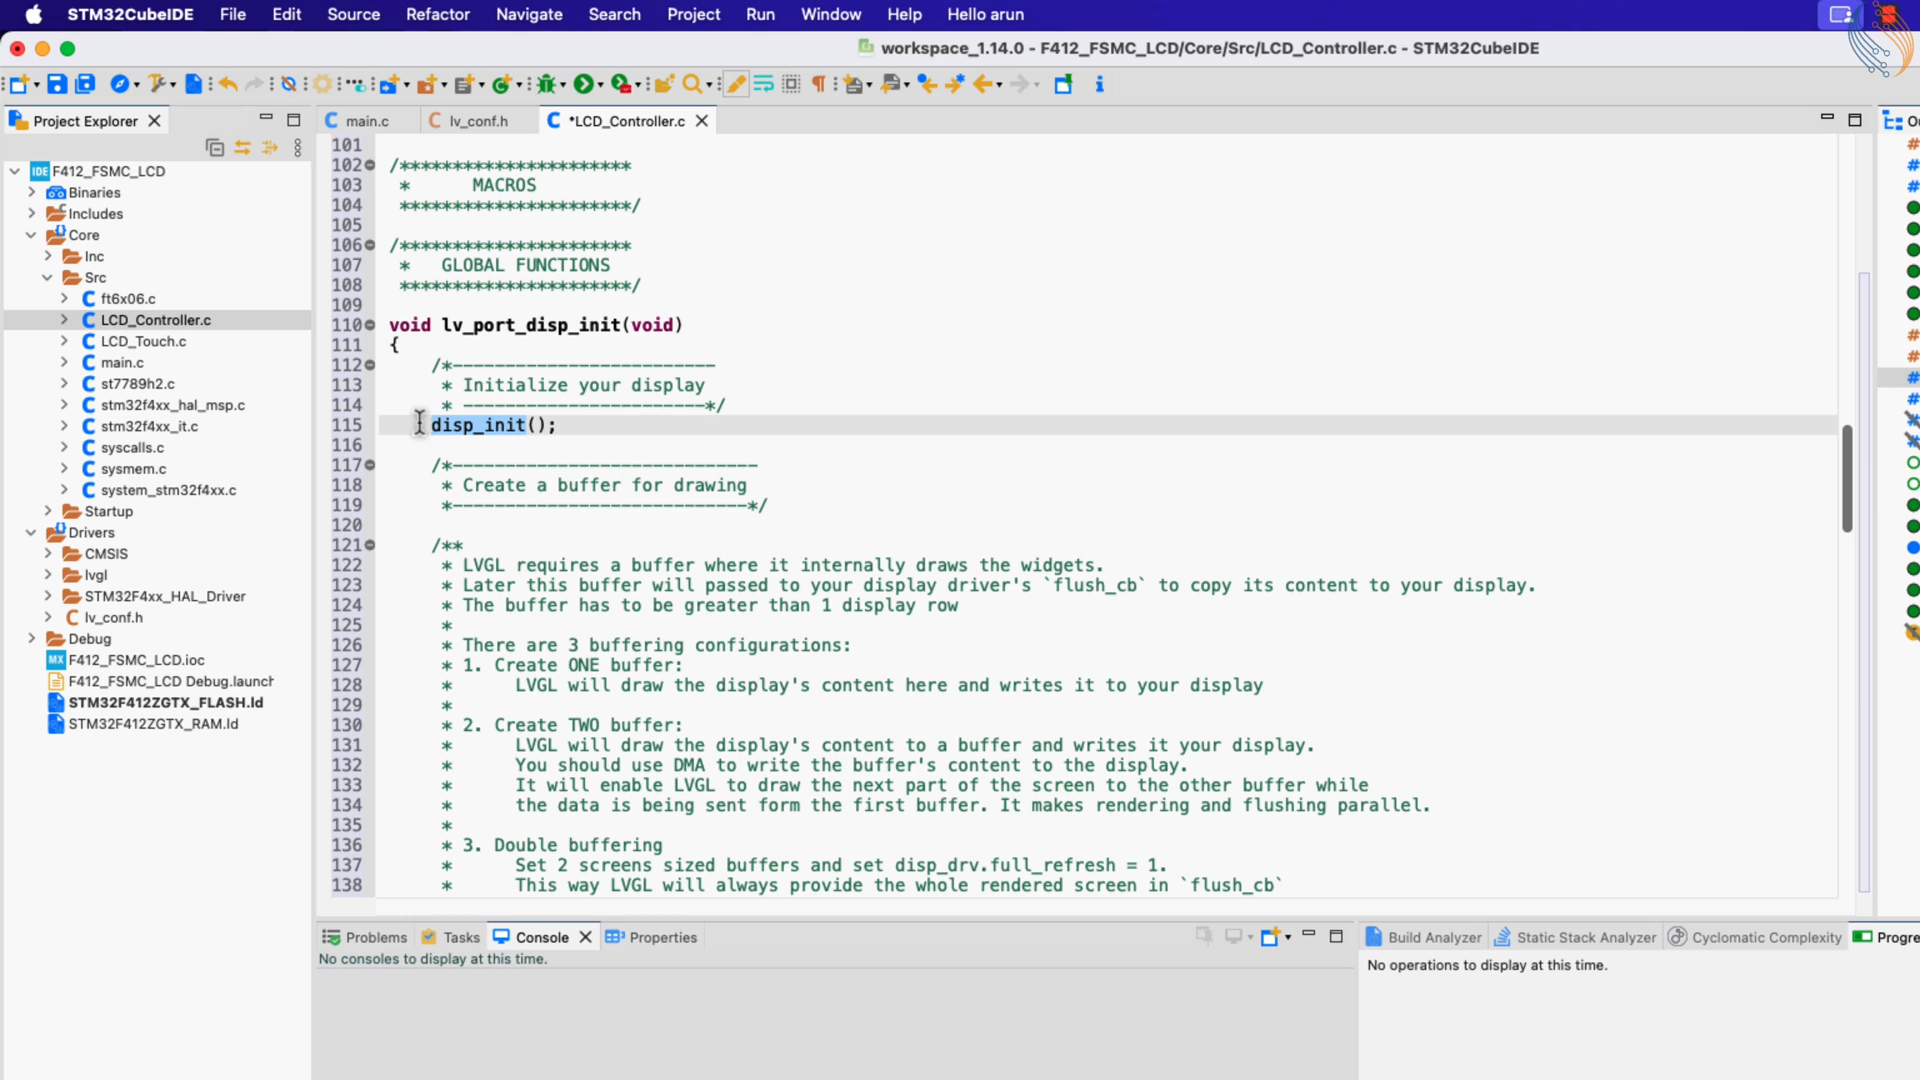 STM32CubeIDE File Edit Source Refactor Navigate Search Project Run Window Help Hello arun
workspace_1.14.0 - F412_FSMC_LCD/Core/Src/LCD_Controller.c - STM32CubeIDE
Project Explorer
F412_FSMC_LCD
Binaries
Includes
Core
Inc
Src
ft6x06.c
LCD_Controller.c
LCD_Touch.c
main.c
st7789h2.c
stm32f4xx_hal_msp.c
stm32f4xx_it.c
syscalls.c
sysmem.c
system_stm32f4xx.c
Startup
Drivers
CMSIS
lvgl
STM32F4xx_HAL_Driver
lv_conf.h
Debug
F412_FSMC_LCD.ioc
F412_FSMC_LCD Debug.launch
STM32F412ZGTX_FLASH.ld
STM32F412ZGTX_RAM.ld
main.c lv_conf.h *LCD_Controller.c
101
102 /**********************
103 *      MACROS
104 **********************/
105
106 /**********************
107 *   GLOBAL FUNCTIONS
108 **********************/
109
110 void lv_port_disp_init(void)
111 {
112 /*-------------------------
113 * Initialize your display
114 * -----------------------*/
115 disp_init();
116
117 /*-----------------------------
118 * Create a buffer for drawing
119 *----------------------------*/
120
121 /**
122 * LVGL requires a buffer where it internally draws the widgets.
123 * Later this buffer will passed to your display driver's `flush_cb` to copy its content to your display.
124 * The buffer has to be greater than 1 display row
125 *
126 * There are 3 buffering configurations:
127 * 1. Create ONE buffer:
128 *      LVGL will draw the display's content here and writes it to your display
129 *
130 * 2. Create TWO buffer:
131 *      LVGL will draw the display's content to a buffer and writes it your display.
132 *      You should use DMA to write the buffer's content to the display.
133 *      It will enable LVGL to draw the next part of the screen to the other buffer while
134 *      the data is being sent form the first buffer. It makes rendering and flushing parallel.
135 *
136 * 3. Double buffering
137 *      Set 2 screens sized buffers and set disp_drv.full_refresh = 1.
138 *      This way LVGL will always provide the whole rendered screen in `flush_cb`
Problems Tasks Console Properties
No consoles to display at this time.
Build Analyzer Static Stack Analyzer Cyclomatic Complexity Progre
No operations to display at this time.